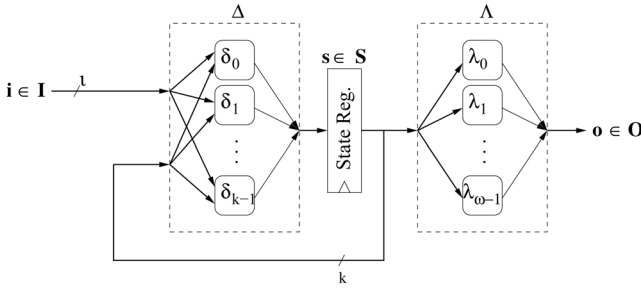 Δ
Λ
s ∈ S
i ∈ I
ι
δ₀
δ₁
⋮
δₖ₋₁
State Reg.
λ₀
λ₁
⋮
λω₋₁
o ∈ O
k